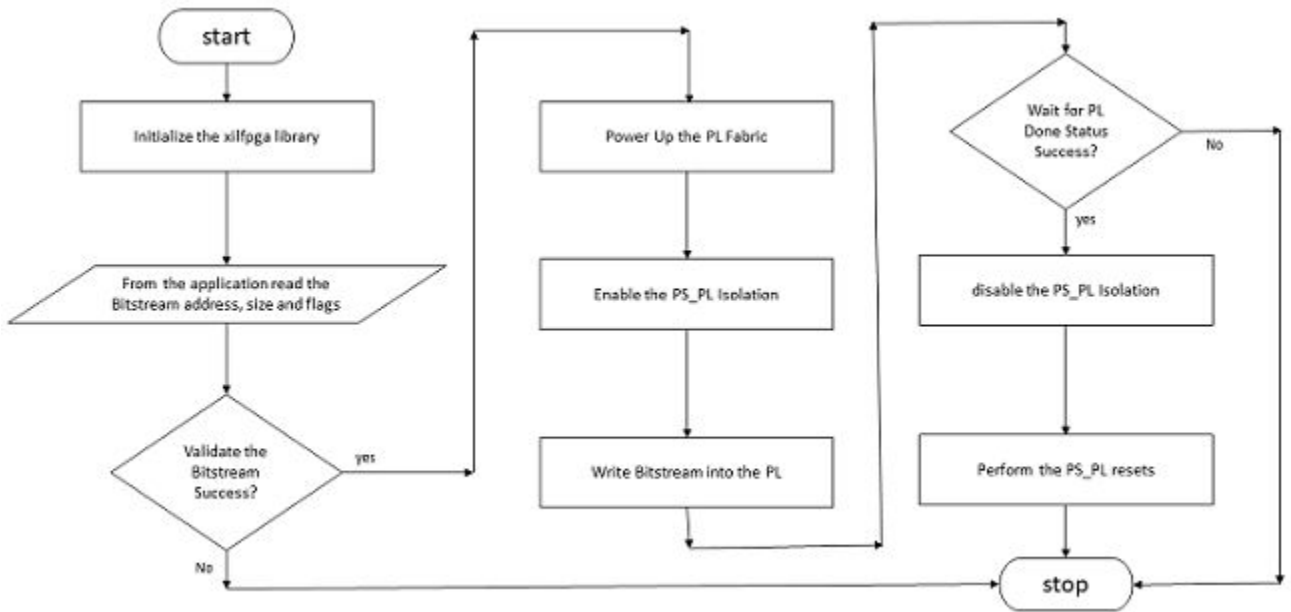 start
Initialize the xilfpga library
From the application read the
Bitstream address, size and flags
Validate the
Bitstream
Success?
yes
No
Power Up the PL Fabric
Enable the PS_PL Isolation
Write Bitstream into the PL
Wait for PL
Done Status
Success?
No
yes
disable the PS_PL Isolation
Perform the PS_PL resets
stop